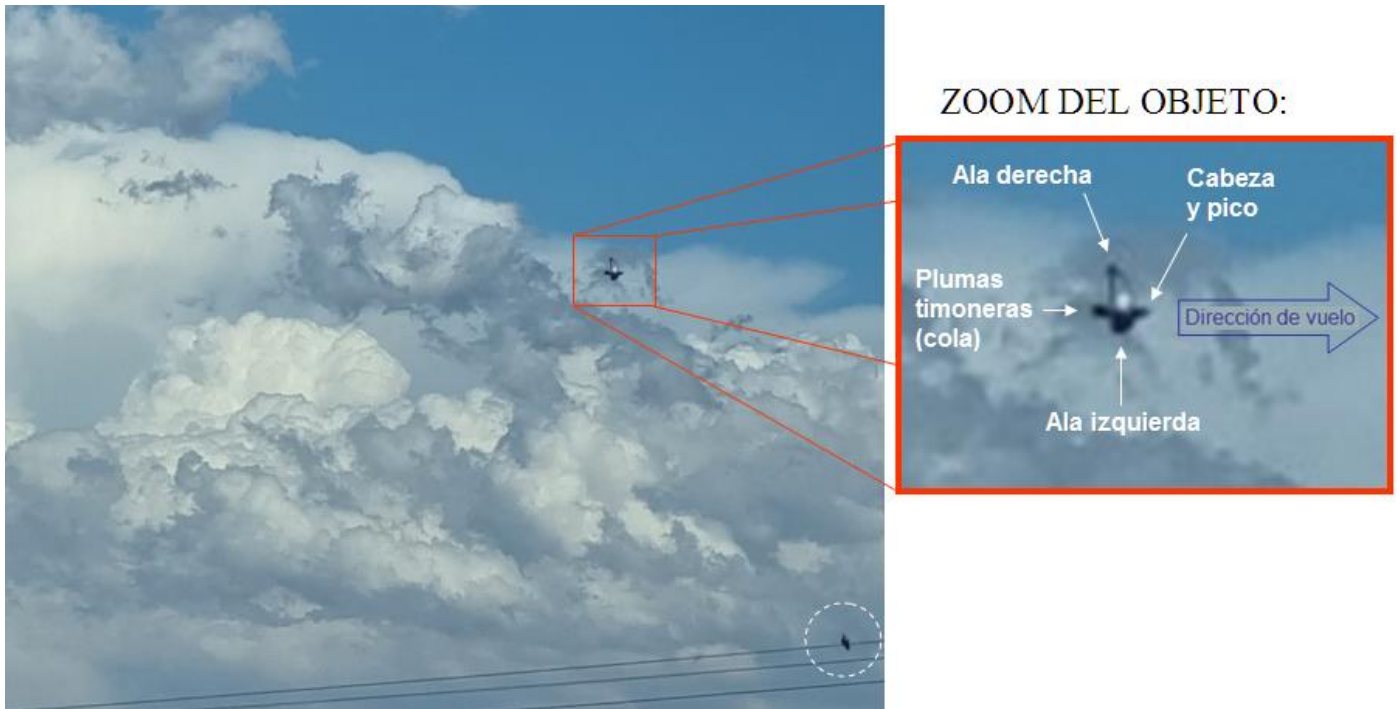 ZOOM DEL OBJETO:
Ala derecha
Cabeza
y pico
Plumas
timoneras
(cola)
Dirección de vuelo
Ala izquierda